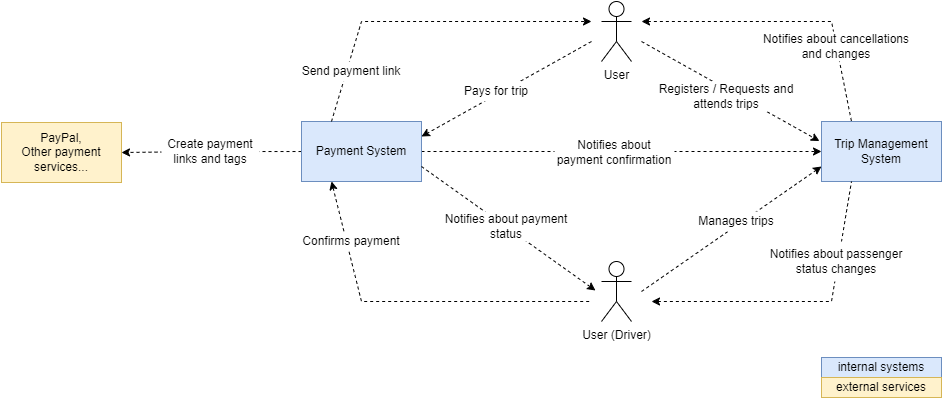 Notifies about cancellations
and changes
Send payment link
User
Pays for trip
Registers / Requests and
attends trips
PayPal,
Other payment
services...
Create payment
links and tags
Payment System
Notifies about
payment confirmation
Trip Management
System
Notifies about payment
status
Manages trips
Confirms payment
Notifies about passenger
status changes
User (Driver)
internal systems
external services